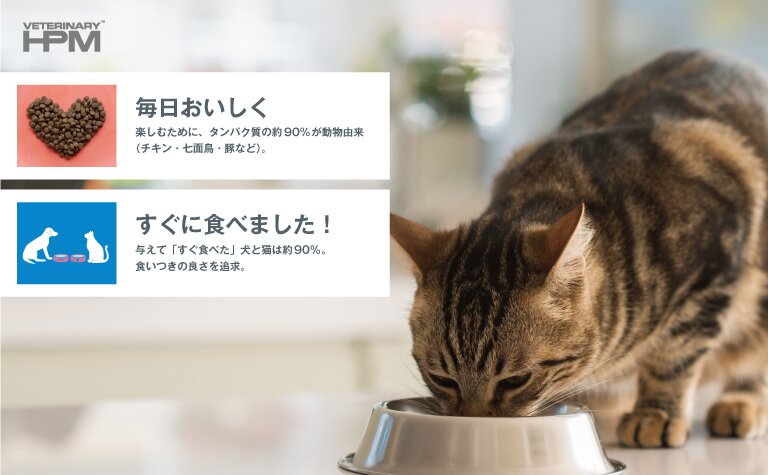 VETERINARY™
HPM
毎日おいしく
楽しむために、タンパク質の約90%が動物由来
(チキン・七面鳥・豚など)。
すぐに食べました！
与えて「すぐ食べた」犬と猫は約90%。
食いつきの良さを追求。